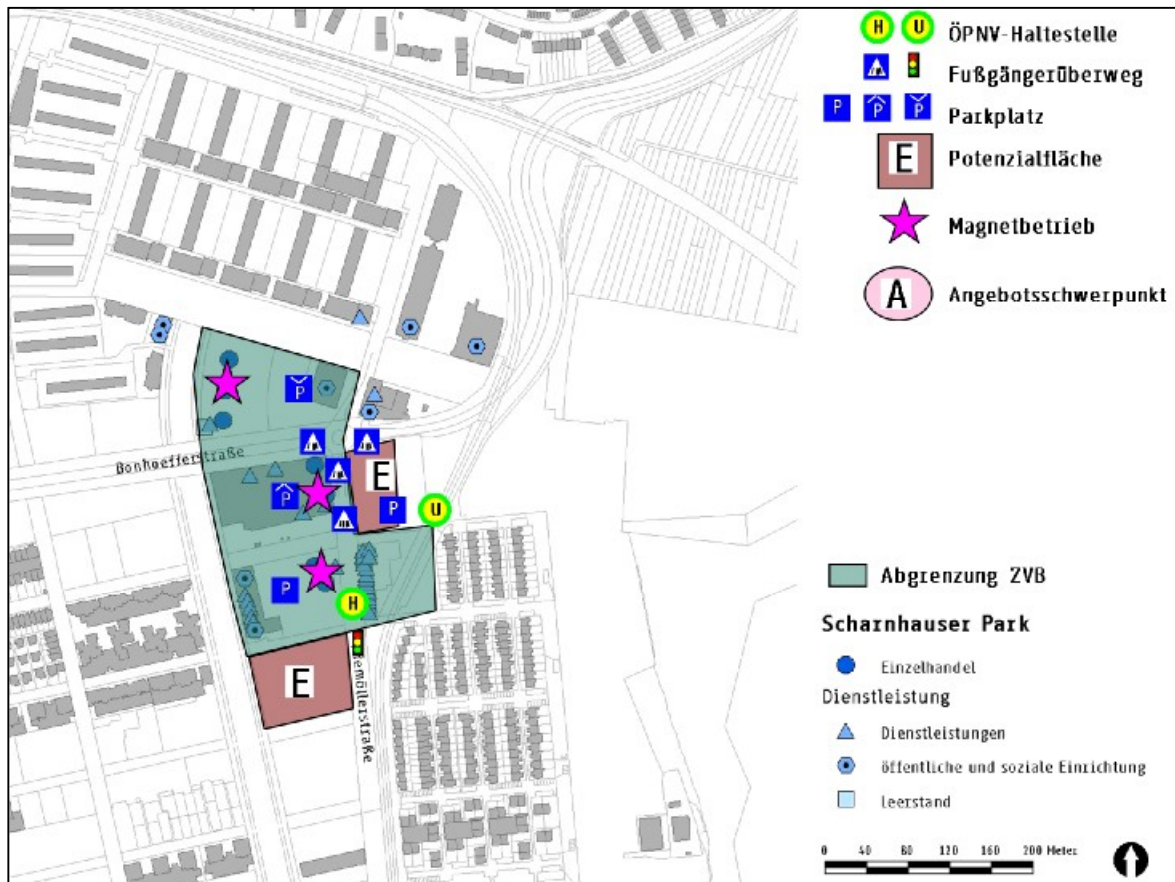 H U ÖPNV-Haltestelle
Fußgängerüberweg
P P P Parkplatz
E Potenzialfläche
Magnetbetrieb
A Angebotsschwerpunkt
P
Bonhoefferstraße
E
P
P
U
P
H
E
emöllerstraße
Abgrenzung ZVB
Scharnhauser Park
Einzelhandel
Dienstleistung
Dienstleistungen
öffentliche und soziale Einrichtung
leerstand
0 40 80 120 160 200 Meter